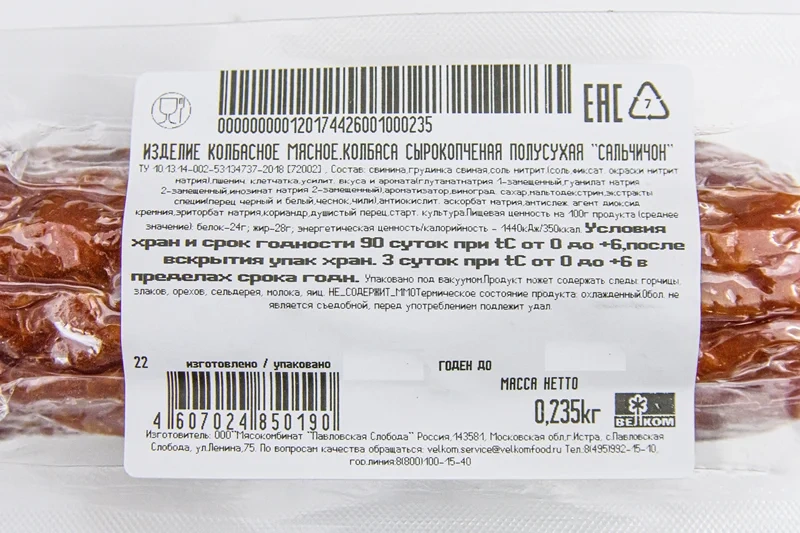 EAC
7
000000000120174426001000235
ИЗДЕЛИЕ КОЛБАСНОЕ МЯСНОЕ.КОЛБАСА СЫРОКОПЧЕНАЯ ПОЛУСУХАЯ "САЛЬЧИЧОН"
ТУ 10.13.14-002-53134737-2018 [72002] , Состав: свинина,грудинка свиная,соль нитрит(соль,фиксат. окраски нитрит
натрия),пшенич. клетчатка,усилит. вкуса и аромата(глутаматнатрия 1-замещенный,гуанилат натрия
2-замещенный,инозинат натрия 2-замещенный),ароматизатор,виноград. сахар,мальтодекстрин,экстракты
специй(перец черный и белый,чеснок,чили),антиокислит. аскорбат натрия,антислеж. агент диоксид
кремния,эриторбат натрия,кориандр,душистый перец,старт. культура.Пищевая ценность на 100г продукта (среднее
значение): белок-24г; жир-28г; энергетическая ценность/калорийность - 1440кДж/350ккал. Условия
хран и срок годности 90 суток при tC от 0 до +6,после
вскрытия упак хран. 3 суток при tC от 0 до +6 в
пределах срока годн.. Упаковано под вакуумом.Продукт может содержать следы горчицы,
злаков, орехов, сельдерея, молока, яиц. НЕ_СОДЕРЖИТ_ММОТермическое состояние продукта: охлажденный.Обол. не
является съедобной, перед употреблением подлежит удал.
22 изготовлено / упаковано ГОДЕН ДО
МАССА НЕТТО
0,235кг
ВЕЛКОМ
4 607024 850190
Изготовитель: ООО"Мясокомбинат "Павловская Слобода" Россия,143581, Московская обл,г.Истра, с.Павловская
Слобода, ул.Ленина,75. По вопросам качества обращаться: velkom.service@velkomfood.ru Тел.8(495)992-15-10,
гор.линия:8(800)100-15-40